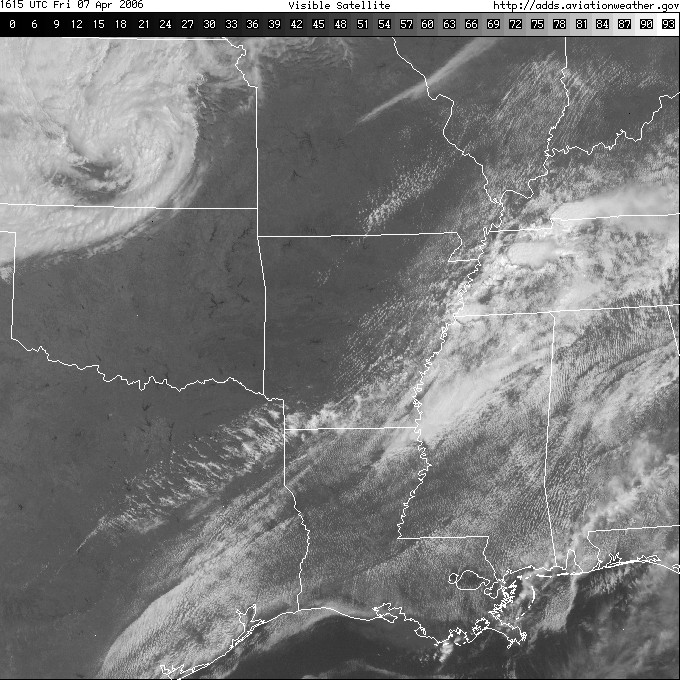 1615 UTC Fri 07 Apr 2006 Visible Satellite http://adds.aviationweather.gov
0 6 12 15 18 21 24 27 30 33 36 39 42 45 48 51 54 57 60 63 66 69 72 75 78 81 84 87 90 93